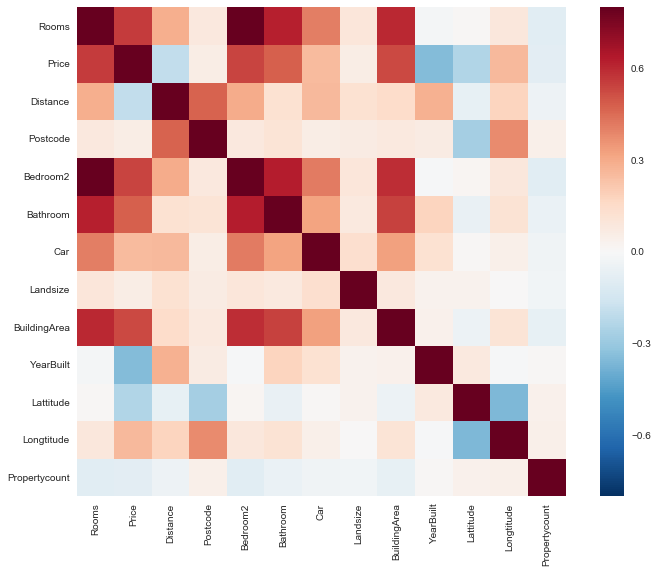 Rooms
Price
Distance
Postcode
Bedroom2
Bathroom
Car
Landsize
BuildingArea
YearBuilt
Lattitude
Longtitude
Propertycount
Rooms
Price
Distance
Postcode
Bedroom2
Bathroom
Car
Landsize
BuildingArea
YearBuilt
Lattitude
Longtitude
Propertycount
0.6
0.3
0.0
−0.3
−0.6